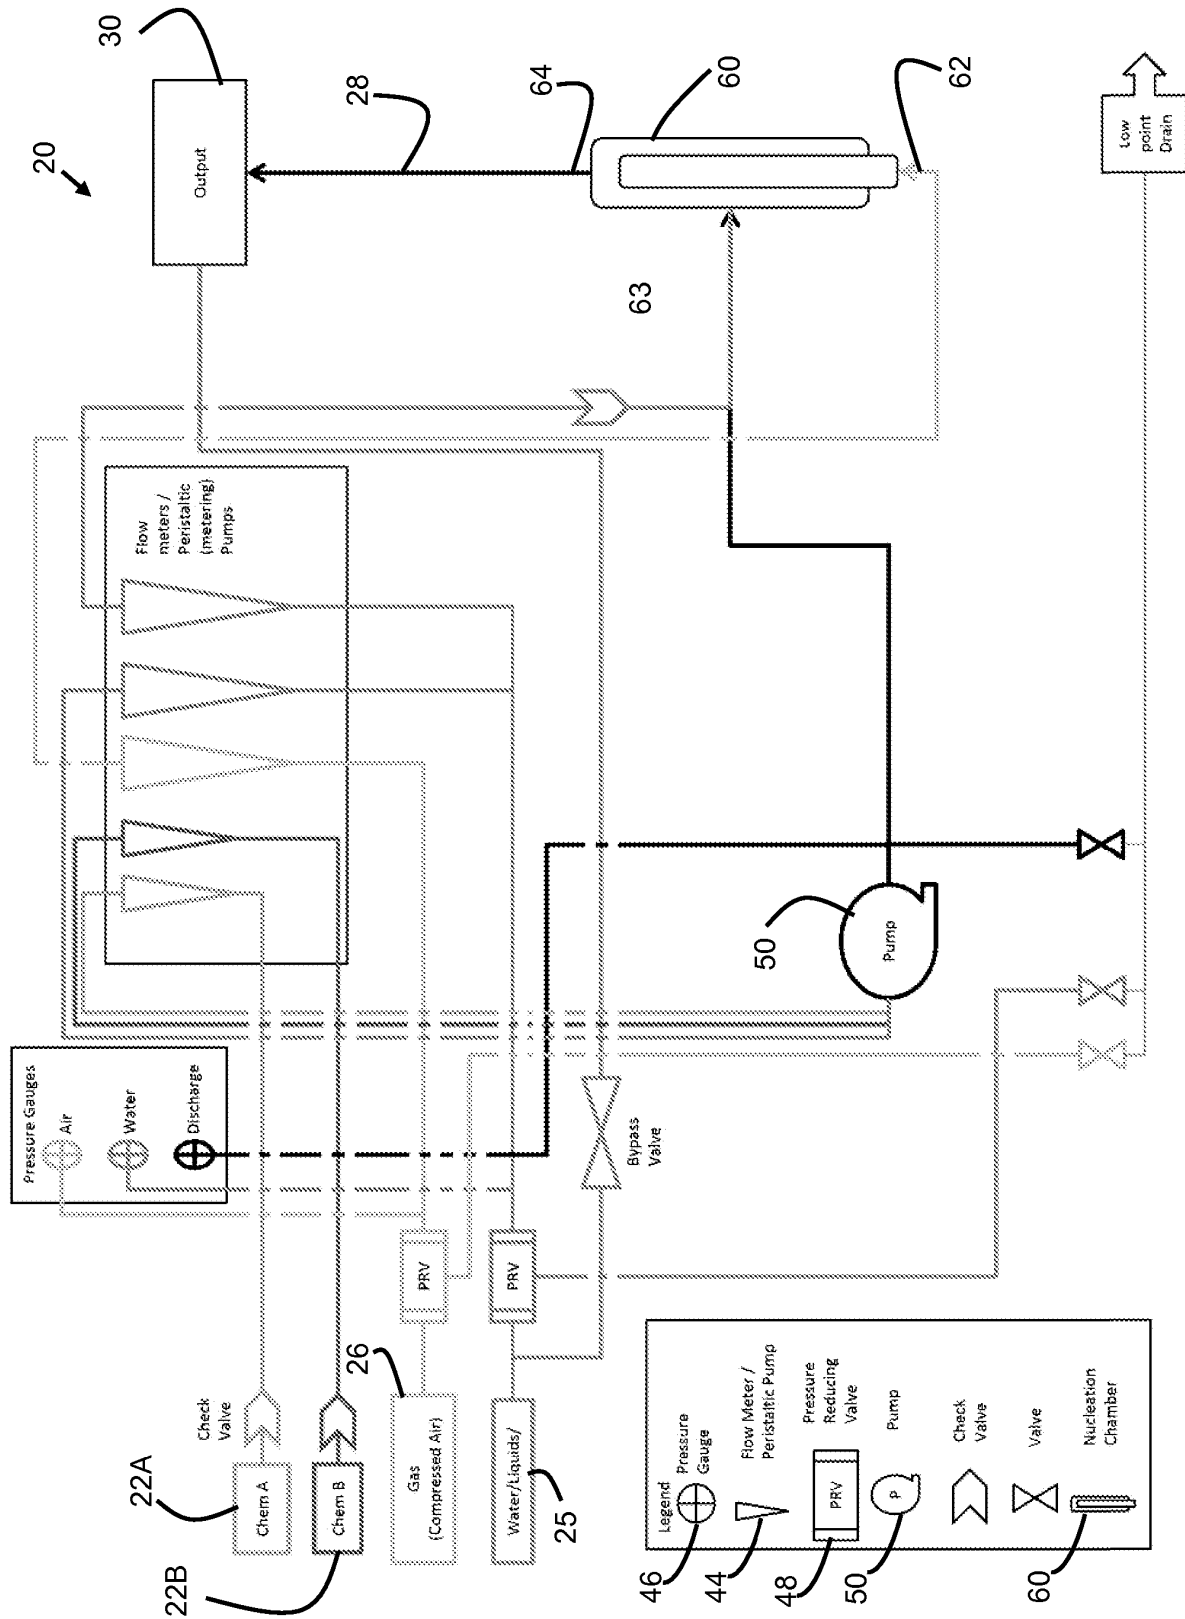 20
30
Output
28
64
60
62
63
Low
point
Drain
Flow
meters /
Peristaltic
(metering)
Pumps
Pressure Gauges
Air
Water
Discharge
50
Pump
Bypass
Valve
PRV
PRV
22A
Chem A
Check
Valve
22B
Chem B
26
Gas
(Compressed Air)
Water/Liquids/
25
Legend
Pressure
Gauge
46
Flow Meter /
Peristaltic Pump
44
Pressure
Reducing
Valve
PRV
48
Pump
P
50
Check
Valve
Valve
Nucleation
Chamber
60